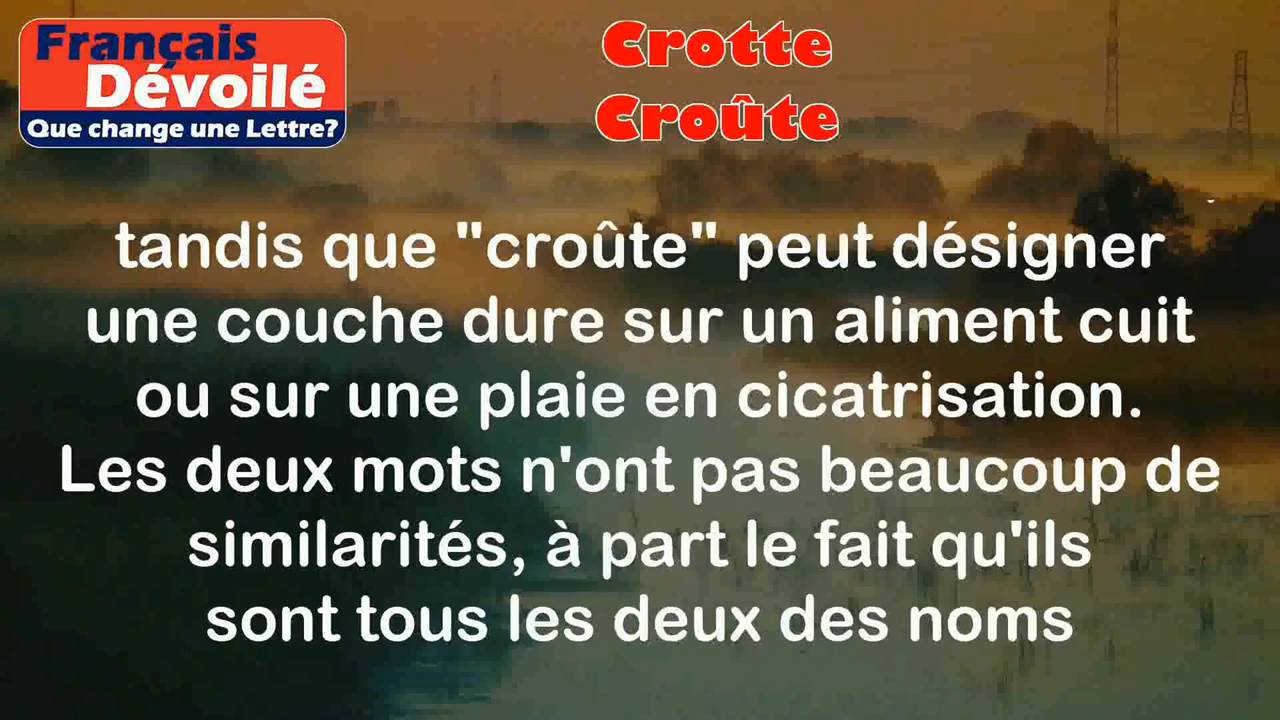 Français
Dévoilé
Que change une Lettre?
Crotte
Croûte
tandis que "croûte" peut désigner
une couche dure sur un aliment cuit
ou sur une plaie en cicatrisation.
Les deux mots n'ont pas beaucoup de
similarités, à part le fait qu'ils
sont tous les deux des noms